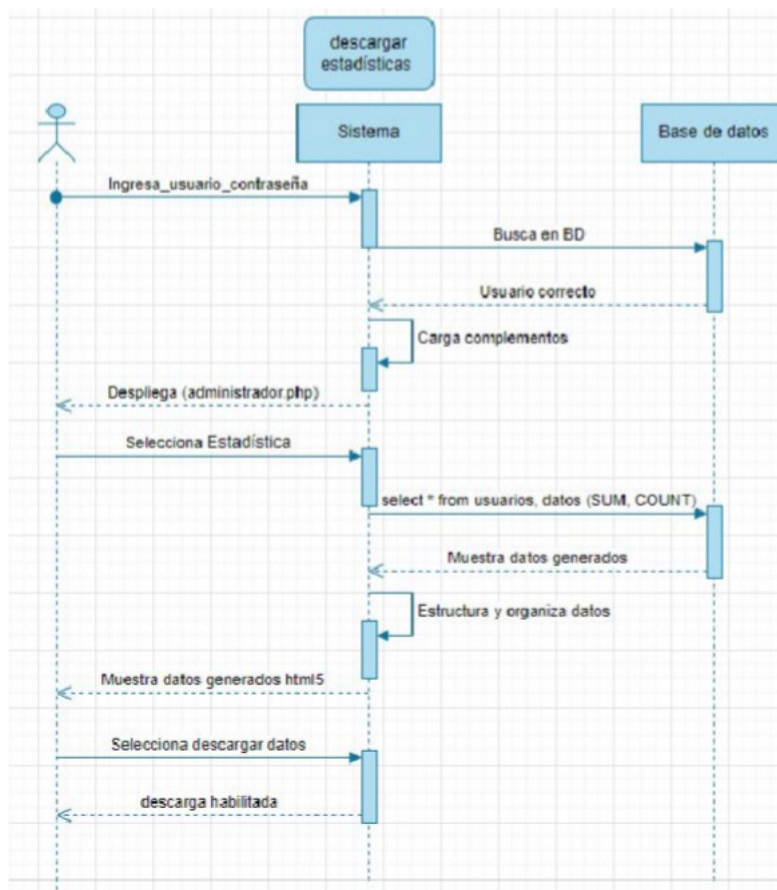 descargar
estadísticas
Sistema
Base de datos
Ingresa_usuario_contraseña
Busca en BD
Usuario correcto
Carga complementos
Despliega (administrador.php)
Selecciona Estadística
select * from usuarios, datos (SUM, COUNT)
Muestra datos generados
Estructura y organiza datos
Muestra datos generados html5
Selecciona descargar datos
descarga habilitada